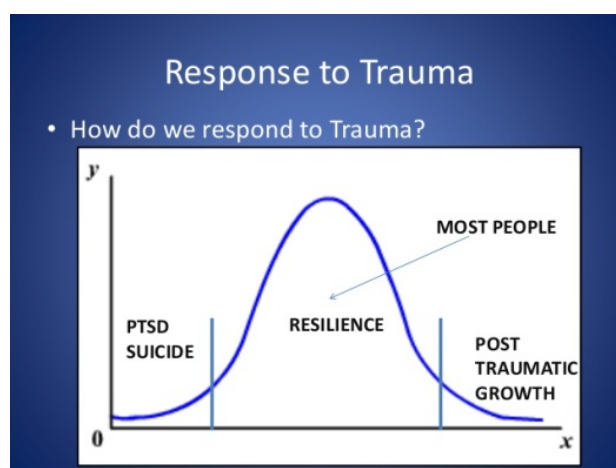 Response to Trauma
• How do we respond to Trauma?
y
MOST PEOPLE
PTSD
SUICIDE
RESILIENCE
POST
TRAUMATIC
GROWTH
0
x